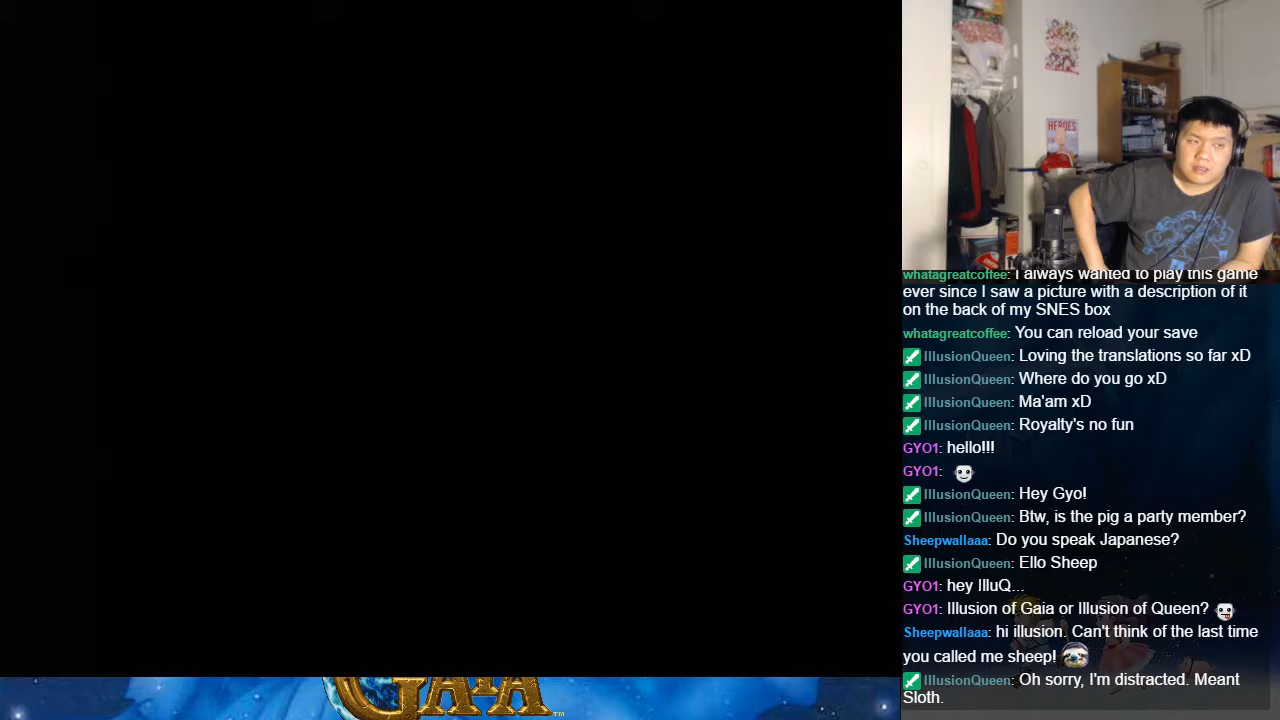 HEROES
whatagreatcoffee: I always wanted to play this game
ever since I saw a picture with a description of it
on the back of my SNES box
whatagreatcoffee: You can reload your save
IllusionQueen: Loving the translations so far xD
IllusionQueen: Where do you go xD
IllusionQueen: Ma'am xD
IllusionQueen: Royalty's no fun
GYO1: hello!!!
GYO1:
IllusionQueen: Hey Gyo!
IllusionQueen: Btw, is the pig a party member?
Sheepwallaaa: Do you speak Japanese?
IllusionQueen: Ello Sheep
GYO1: hey IlluQ...
GYO1: Illusion of Gaia or Illusion of Queen?
Sheepwallaaa: hi illusion. Can't think of the last time
you called me sheep!
IllusionQueen: Oh sorry, I'm distracted. Meant
Sloth.
GAIA™